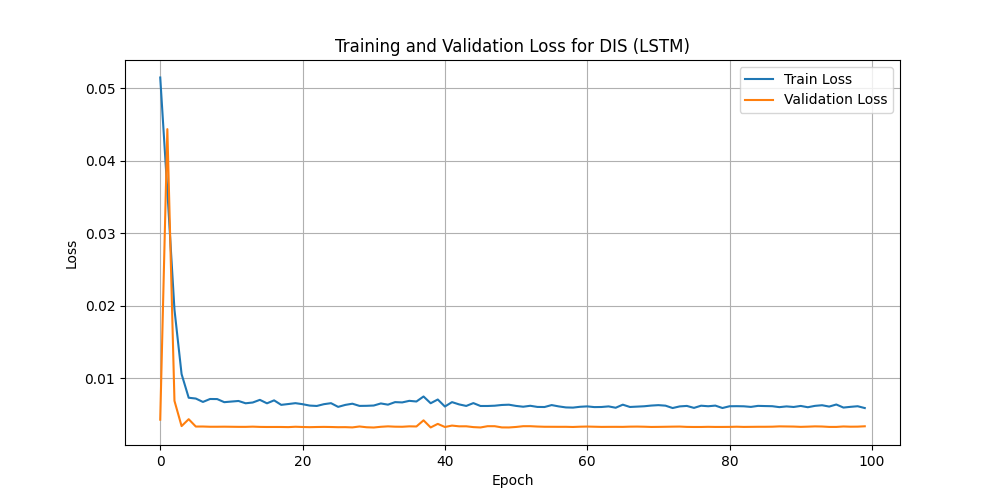 Training and Validation Loss for DIS (LSTM)
Train Loss
Validation Loss
0.05
0.04
0.03
0.02
0.01
Loss
0 20 40 60 80 100
Epoch